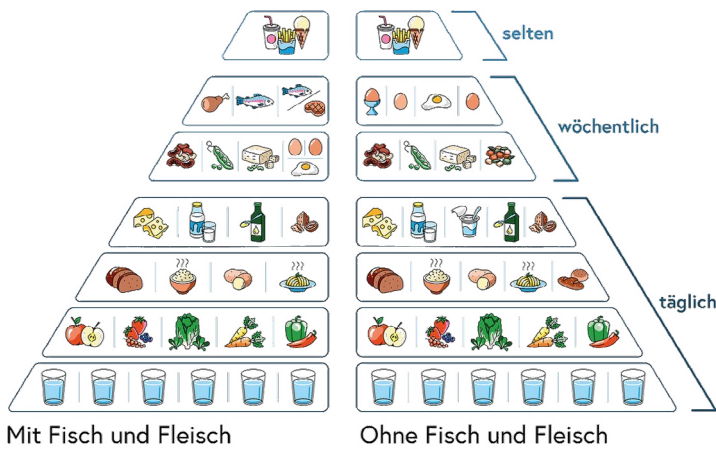 selten
wöchentlich
täglich
Mit Fisch und Fleisch
Ohne Fisch und Fleisch